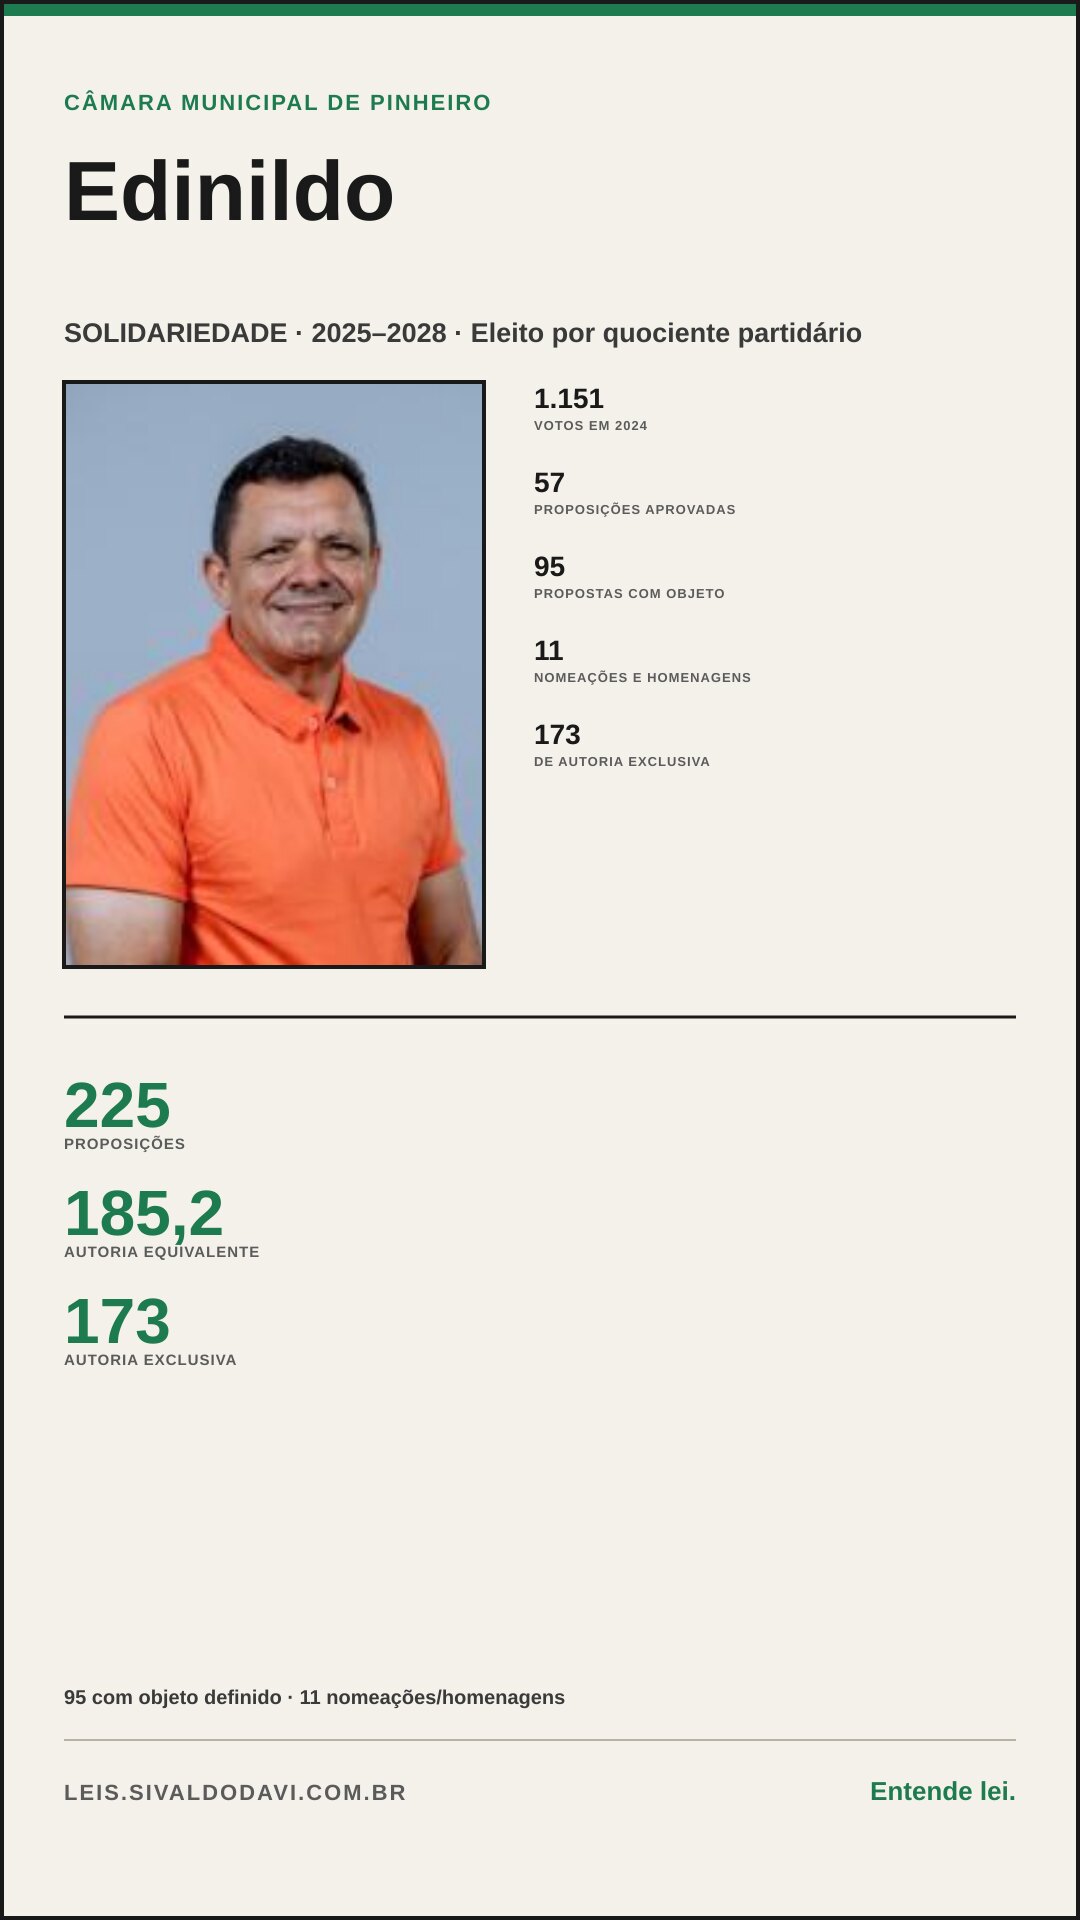 CÂMARA MUNICIPAL DE PINHEIRO
Edinildo
SOLIDARIEDADE · 2025–2028 · Eleito por quociente partidário
1.151
VOTOS EM 2024
57
PROPOSIÇÕES APROVADAS
95
PROPOSTAS COM OBJETO
11
NOMEAÇÕES E HOMENAGENS
173
DE AUTORIA EXCLUSIVA
225
PROPOSIÇÕES
185,2
AUTORIA EQUIVALENTE
173
AUTORIA EXCLUSIVA
95 com objeto definido · 11 nomeações/homenagens
LEIS.SIVALDODAVI.COM.BR
Entende lei.